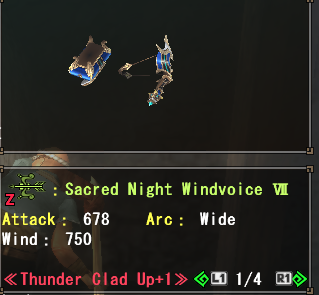 Z : Sacred Night Windvoice Ⅶ
Attack : 678 Arc : Wide
Wind : 750
≪Thunder Clad Up+1≫ L1 1/4 R1